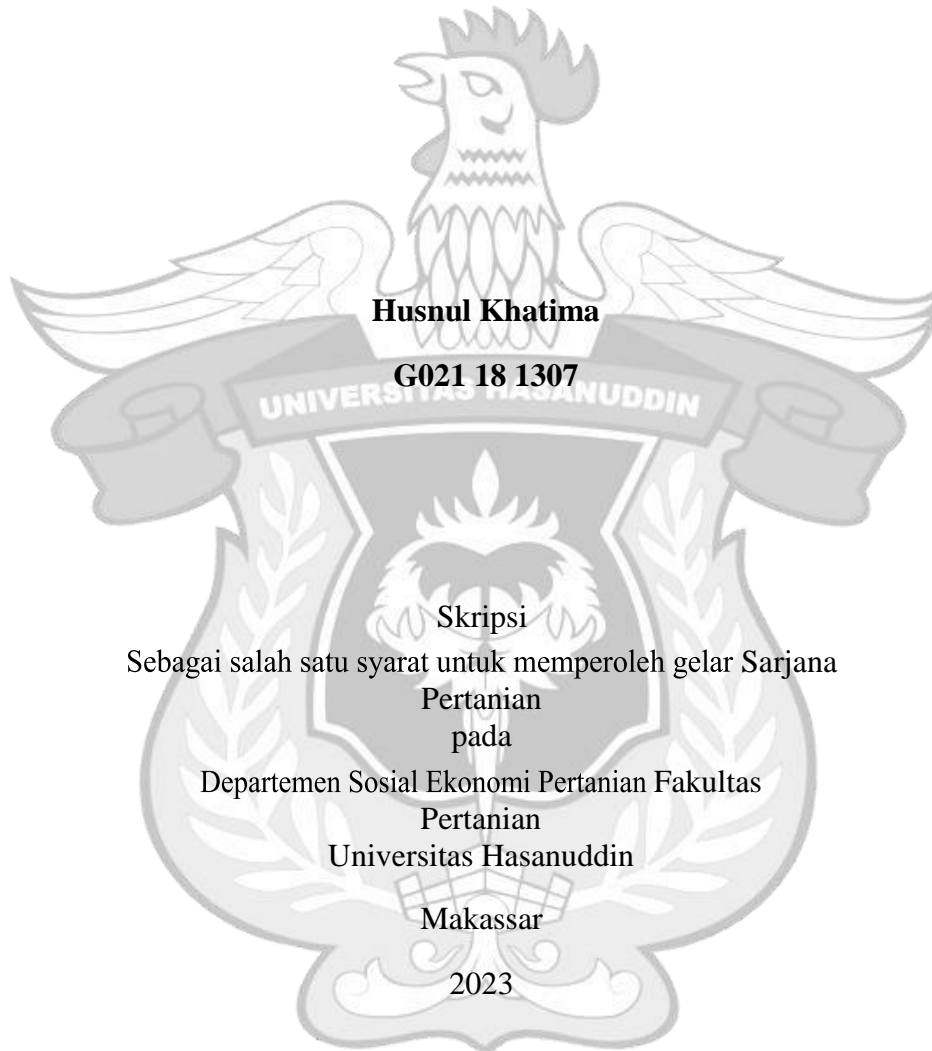 Husnul Khatima
G021 18 1307
UNIVERSITAS HASANUDDIN
Skripsi
Sebagai salah satu syarat untuk memperoleh gelar Sarjana
Pertanian
pada
Departemen Sosial Ekonomi Pertanian Fakultas
Pertanian
Universitas Hasanuddin
Makassar
2023